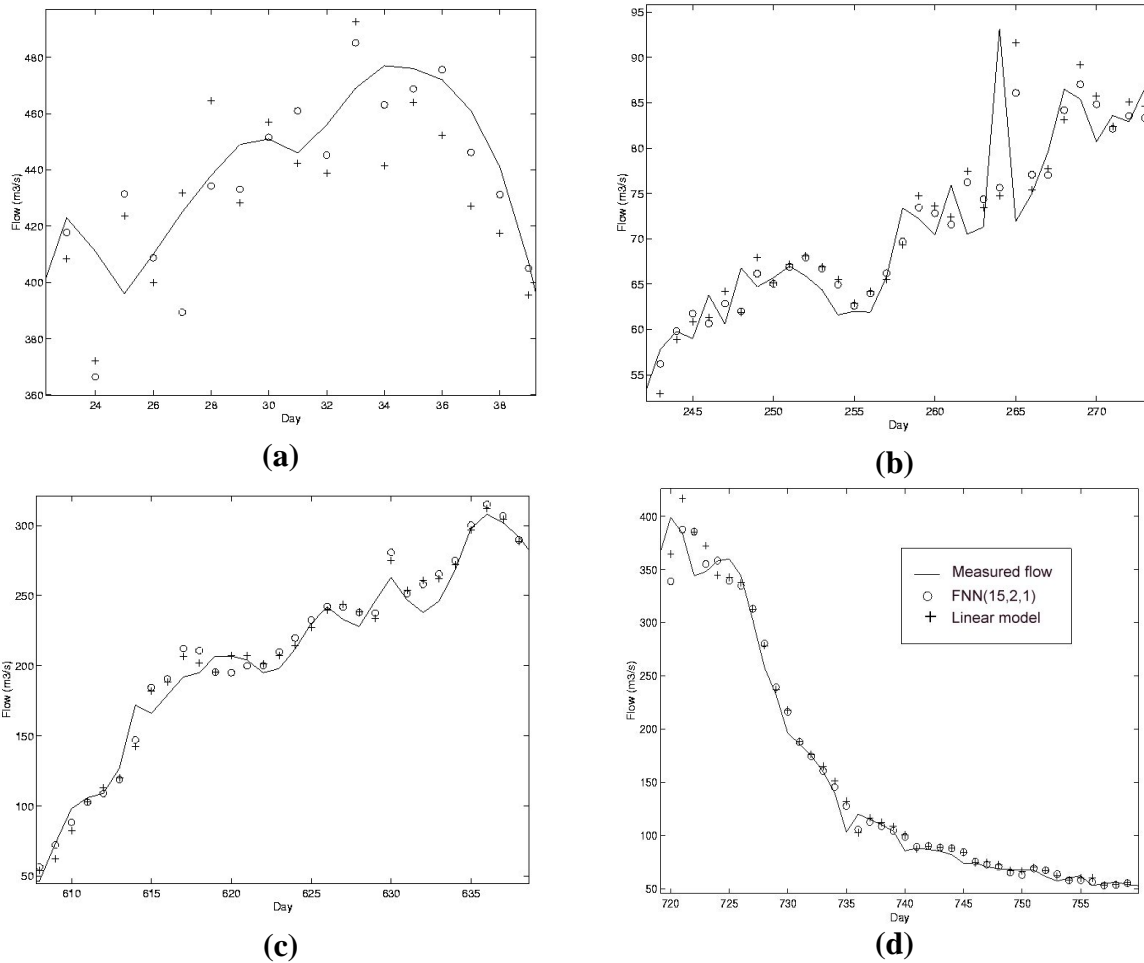 480
460
440
420
400
380
360
Flow (m3/s)
24 26 28 30 32 34 36 38
Day
(a)
95
90
85
80
75
70
65
60
55
Flow (m3/s)
245 250 255 260 265 270
Day
(b)
300
250
200
150
100
50
Flow (m3/s)
610 615 620 625 630 635
Day
(c)
400
350
300
250
200
150
100
50
Flow (m3/s)
Measured flow
FNN(15,2,1)
Linear model
720 725 730 735 740 745 750 755
Day
(d)